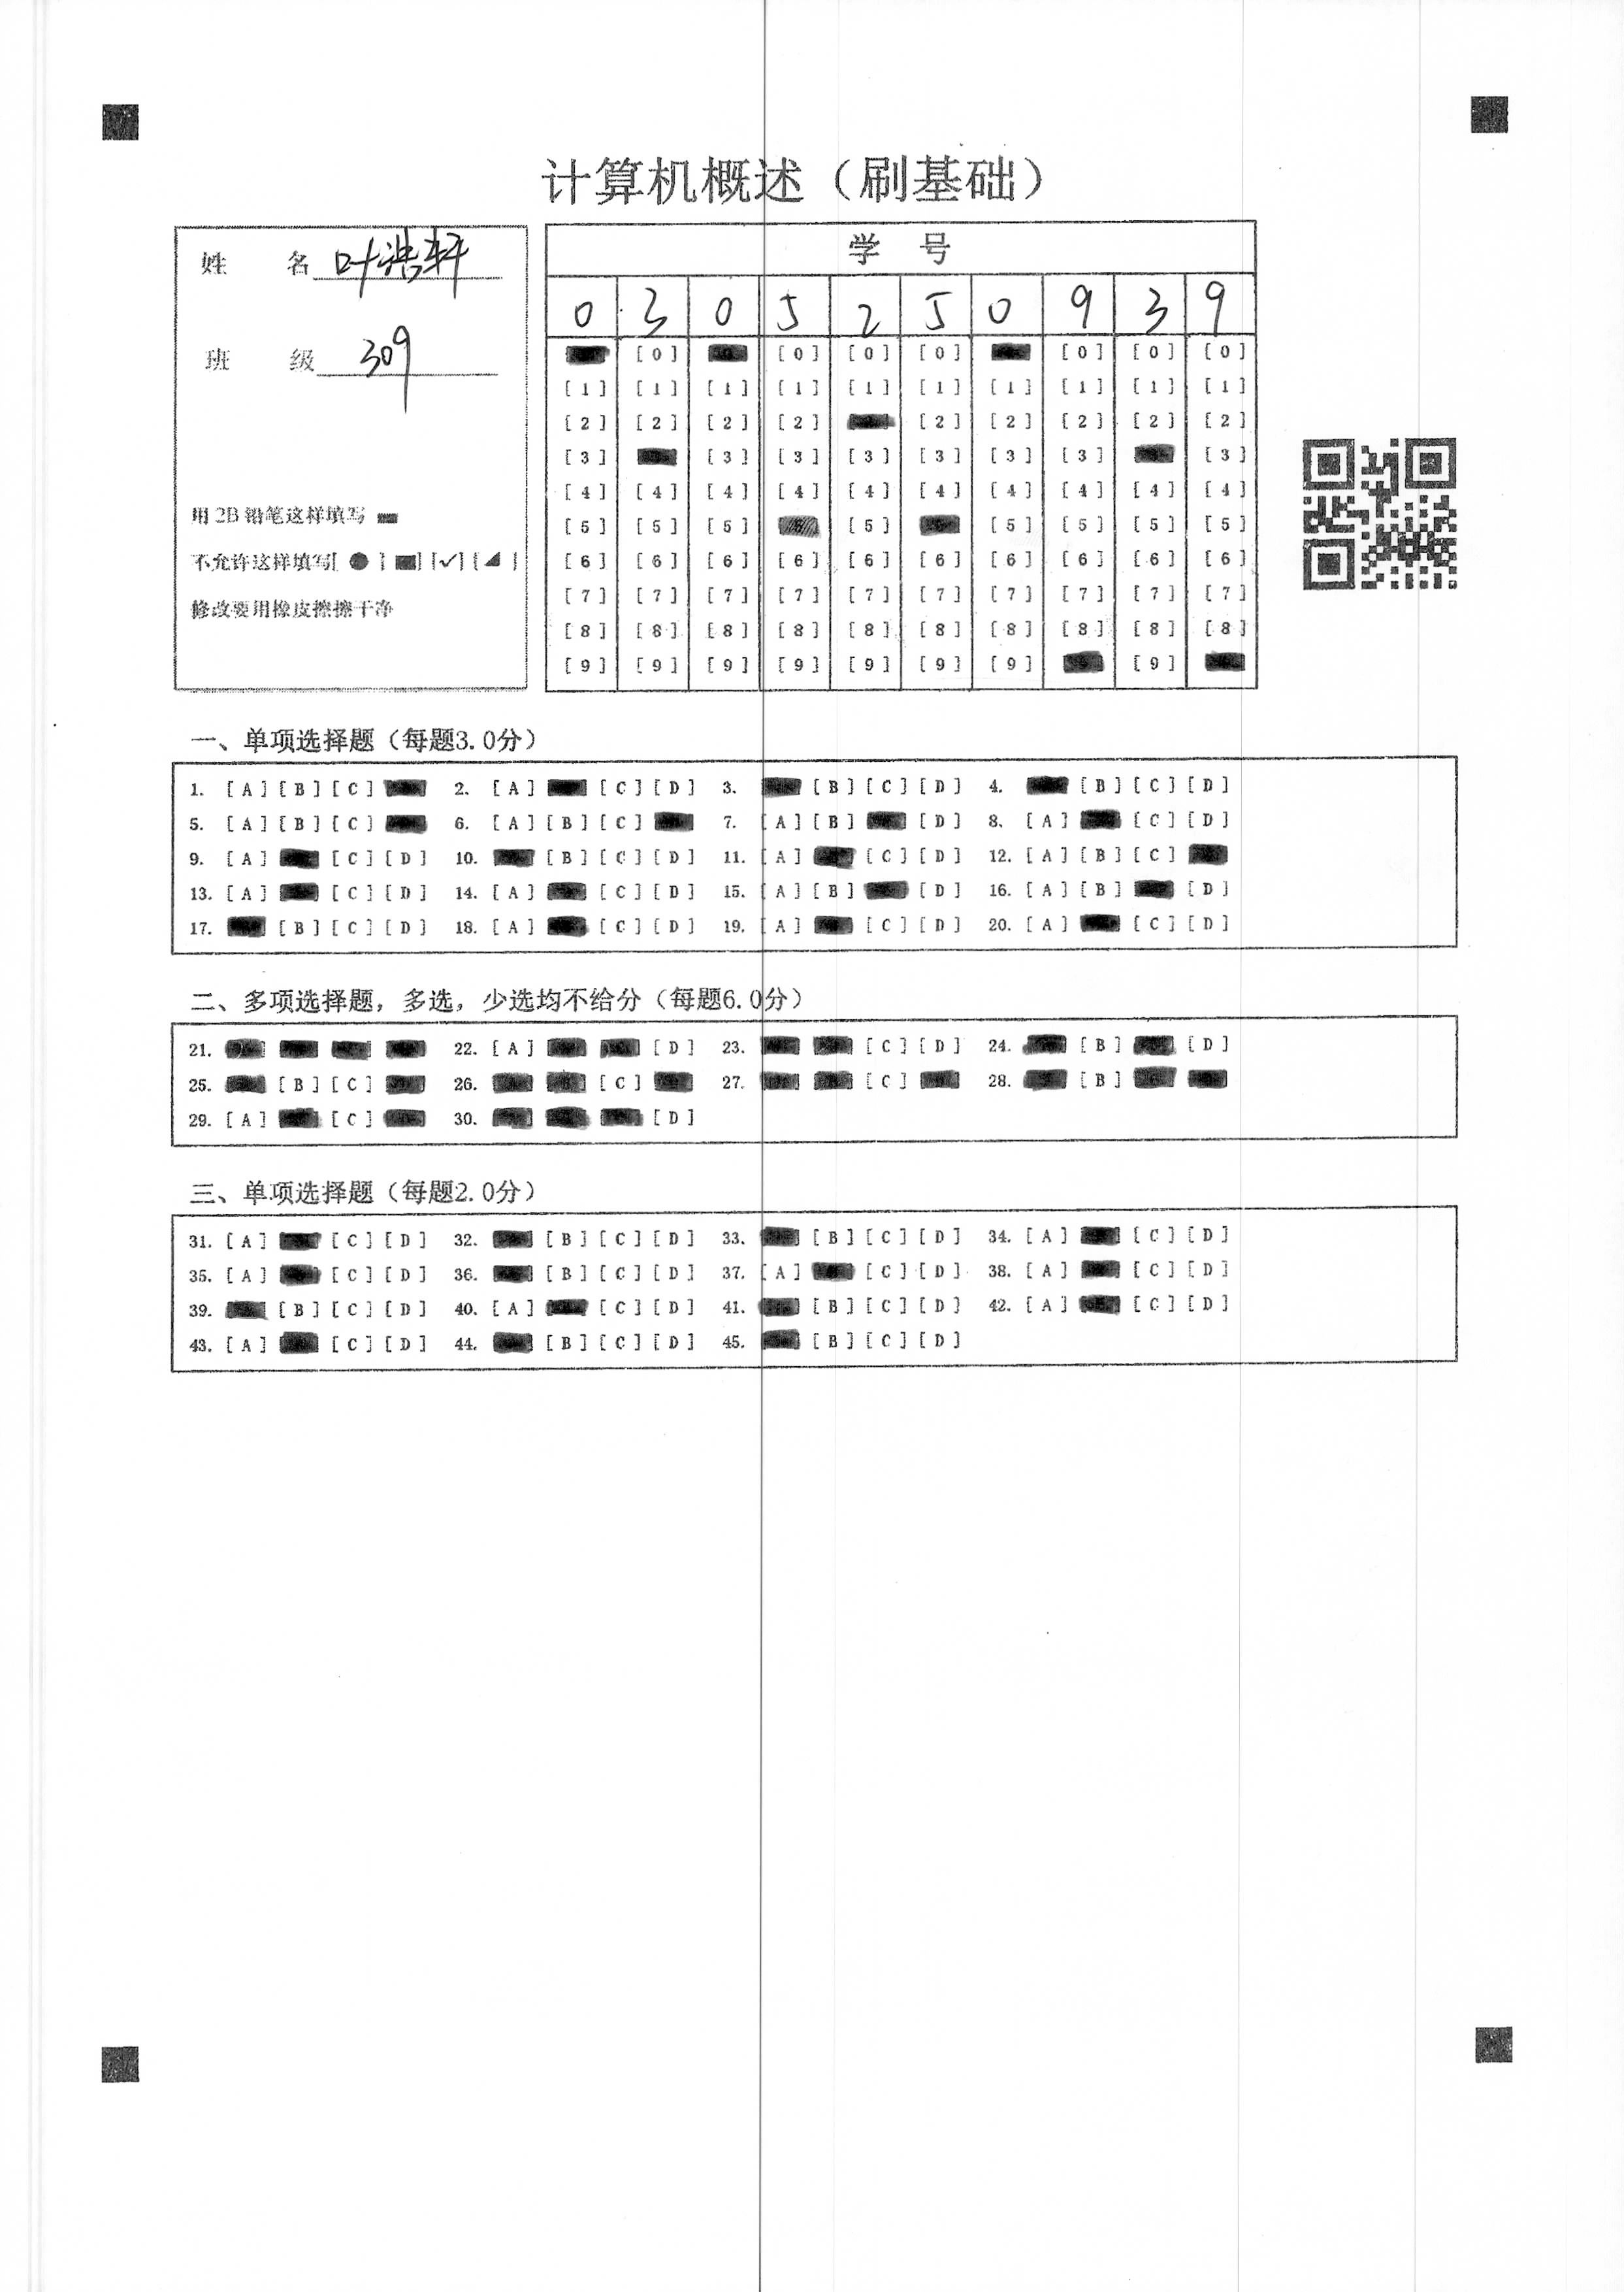 计算机概述（刷基础）
姓 名 叶浩轩
班 级 309
用2B铅笔这样填写
不允许这样填写[ ● ] [■] [✓] [◢ ]
修改要用橡皮擦擦干净
学 号
0 3 0 5 2 5 0 9 3 9
[0] [0] [0] [0] [0] [0] [0]
[1] [1] [1] [1] [1] [1] [1] [1] [1] [1]
[2] [2] [2] [2] [2] [2] [2] [2] [2]
[3] [3] [3] [3] [3] [3] [3] [3]
[4] [4] [4] [4] [4] [4] [4] [4] [4] [4]
[5] [5] [5] [5] [5] [5] [5] [5]
[6] [6] [6] [6] [6] [6] [6] [6] [6] [6]
[7] [7] [7] [7] [7] [7] [7] [7] [7] [7]
[8] [8] [8] [8] [8] [8] [8] [8] [8] [8]
[9] [9] [9] [9] [9] [9] [9] [9]
一、单项选择题（每题3.0分）
1. [A] [B] [C] 2. [A] [C] [D] 3. [B] [C] [D] 4. [B] [C] [D]
5. [A] [B] [C] 6. [A] [B] [C] 7. [A] [B] [D] 8. [A] [C] [D]
9. [A] [C] [D] 10. [B] [C] [D] 11. [A] [C] [D] 12. [A] [B] [C]
13. [A] [C] [D] 14. [A] [C] [D] 15. [A] [B] [D] 16. [A] [B] [D]
17. [B] [C] [D] 18. [A] [C] [D] 19. [A] [C] [D] 20. [A] [C] [D]
二、多项选择题，多选，少选均不给分（每题6.0分）
21. 22. [A] [D] 23. [C] [D] 24. [B] [D]
25. [B] [C] 26. [C] 27. [C] 28. [B]
29. [A] [C] 30. [D]
三、单项选择题（每题2.0分）
31. [A] [C] [D] 32. [B] [C] [D] 33. [B] [C] [D] 34. [A] [C] [D]
35. [A] [C] [D] 36. [B] [C] [D] 37. [A] [C] [D] 38. [A] [C] [D]
39. [B] [C] [D] 40. [A] [C] [D] 41. [B] [C] [D] 42. [A] [C] [D]
43. [A] [C] [D] 44. [B] [C] [D] 45. [B] [C] [D]